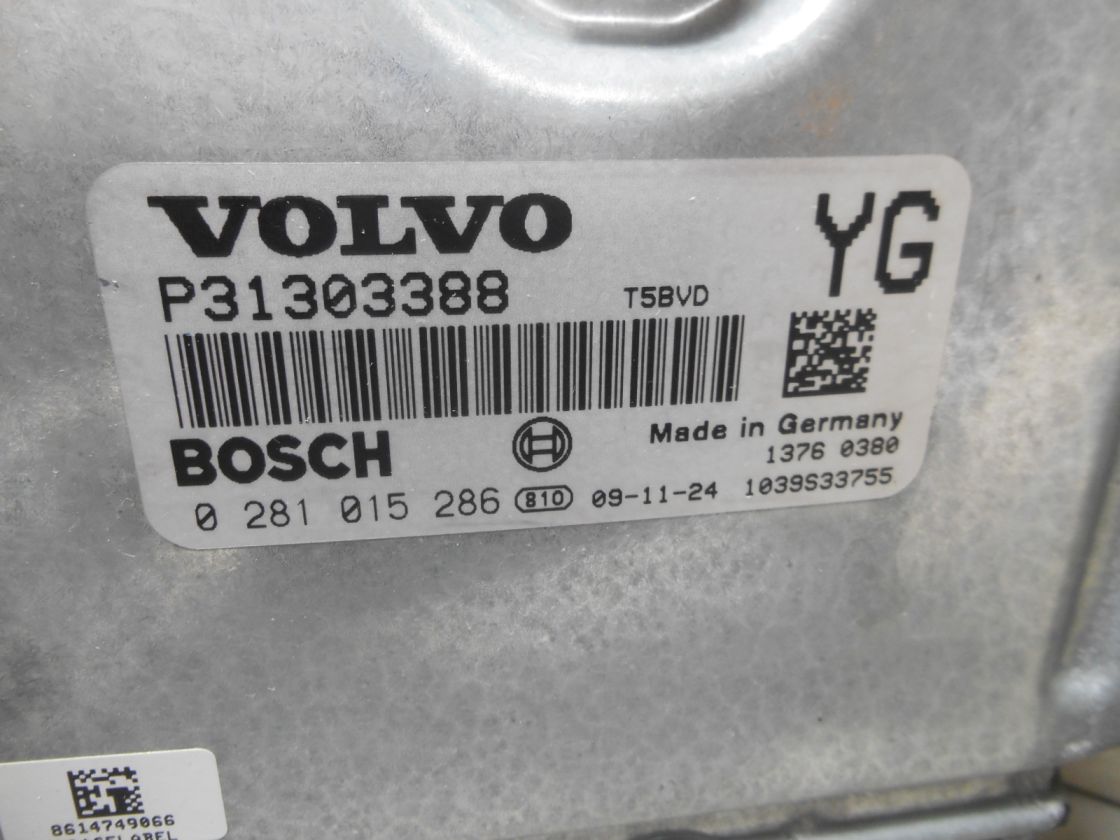 VOLVO
YG
P31303388
T5BVD
BOSCH
Made in Germany
1376 0380
0 281 015 286 810 09-11-24 1039S33755
8614749066